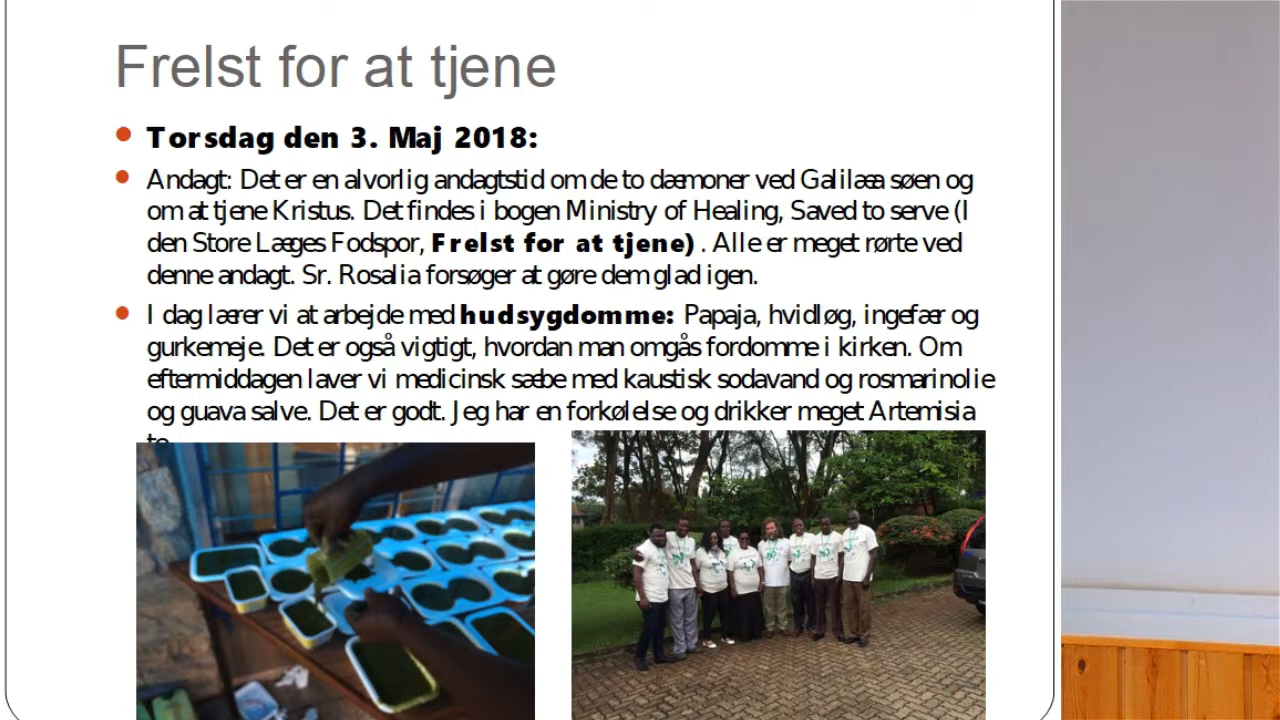 Frelst for at tjene
Torsdag den 3. Maj 2018:
Andagt: Det er en alvorlig andagtstid om de to dæmoner ved Galilæa søen og
om at tjene Kristus. Det findes i bogen Ministry of Healing, Saved to serve (I
den Store Læges Fodspor, Frelst for at tjene) . Alle er meget rørte ved
denne andagt. Sr. Rosalia forsøger at gøre dem glad igen.
I dag lærer vi at arbejde med hudsygdomme: Papaja, hvidløg, ingefær og
gurkemeje. Det er også vigtigt, hvordan man omgås fordomme i kirken. Om
eftermiddagen laver vi medicinsk sæbe med kaustisk sodavand og rosmarinolie
og guava salve. Det er godt. Jeg har en forkølelse og drikker meget Artemisia